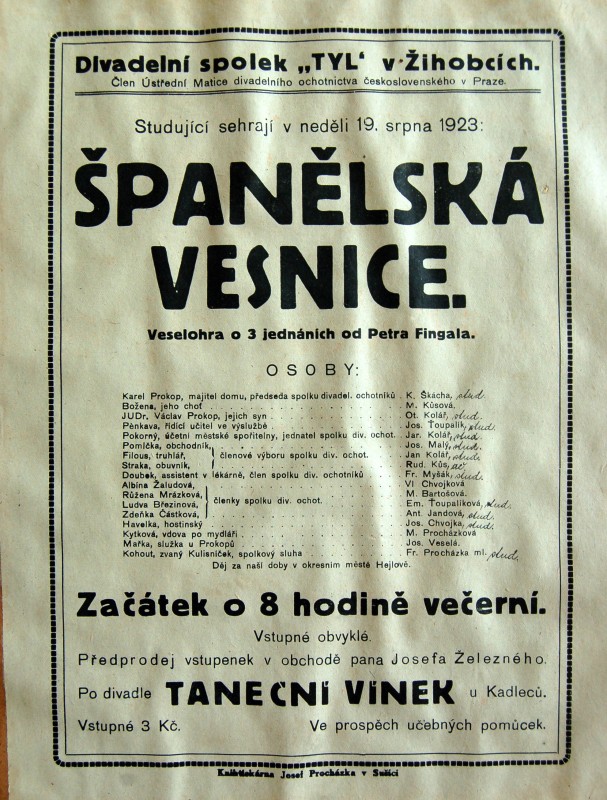 Divadelní spolek „TYL‘ v Žihobcích.
Člen Ústřední Matice divadelního ochotnictva československého v Praze.
Studující sehrají v neděli 19. srpna 1923:
ŠPANĚLSKÁ
VESNICE.
Veselohra o 3 jednáních od Petra Fingala.
OSOBY:
Karel Prokop, majitel domu, předseda spolku divadel. ochotníků . K. Škácha, stud
Božena, jeho choť . . . . . M. Kůsová.
JUDr. Václav Prokop, jejich syn . . . . . Ot. Kolář, stud.
Pěnkava, řídící učitel ve výslužbě . . . . . Jos. Ťoupalík, stud.
Pokorný, účetní městské spořitelny, jednatel spolku div. ochot. Jar. Kolář, stud
Pomička, obchodník, Jos. Malý, stud.
Filous, truhlář, členové výboru spolku div. ochot. Jan Kolář, stud.
Straka, obuvník, Rud. Kůs,
Doubek, assistent v lékárně, člen spolku div. ochotníků . . Fr. Myšák, stud.
Albina Žaludová, Vl Chvojková
Růžena Mrázková, M. Bartošová.
Ludva Březinová, členky spolku div. ochot. Em. Ťoupalíková, stud.
Zdeňka Částková, Ant. Jandová, stud.
Havelka, hostinský . . . . . Jos. Chvojka, stud.
Kytková, vdova po mydláři . . . . . M. Procházková
Mařka, služka u Prokopů . . . . . Jos. Veselá.
Kohout, zvaný Kulisníček, spolkový sluha . . . . . Fr. Procházka ml. stud.
Děj za naší doby v okresním městě Hejlově.
Začátek o 8 hodině večerní.
Vstupné obvyklé.
Předprodej vstupenek v obchodě pana Josefa Železného.
Po divadle TANEČNÍ VÍNEK u Kadleců.
Vstupné 3 Kč. Ve prospěch učebných pomůcek.
Knihtiskárna Josef Procházka v Sušici